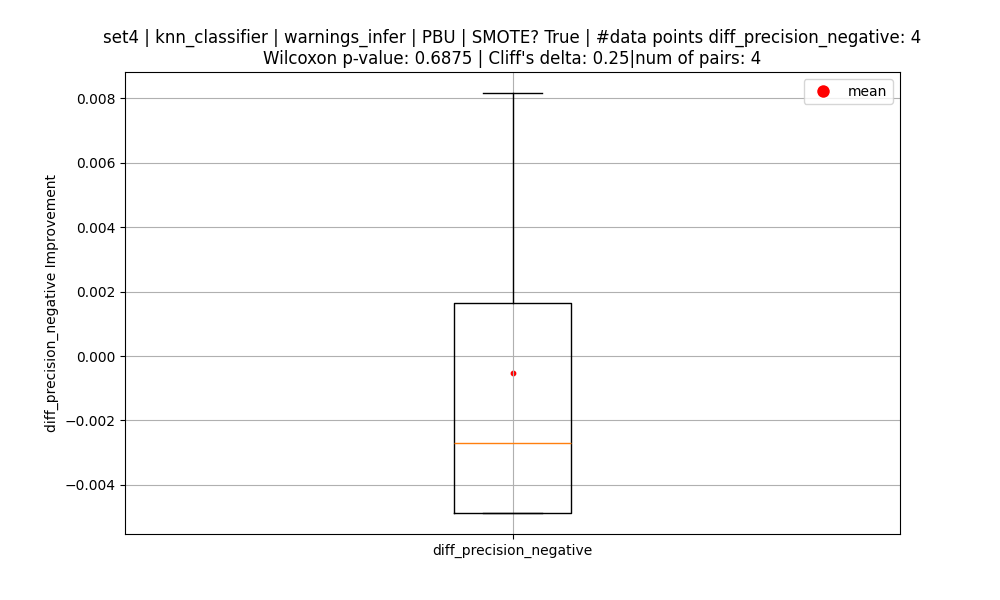 set4 | knn_classifier | warnings_infer | PBU | SMOTE? True | #data points diff_precision_negative: 4
Wilcoxon p-value: 0.6875 | Cliff's delta: 0.25|num of pairs: 4
mean
0.008
0.006
0.004
0.002
0.000
−0.002
−0.004
diff_precision_negative Improvement
diff_precision_negative